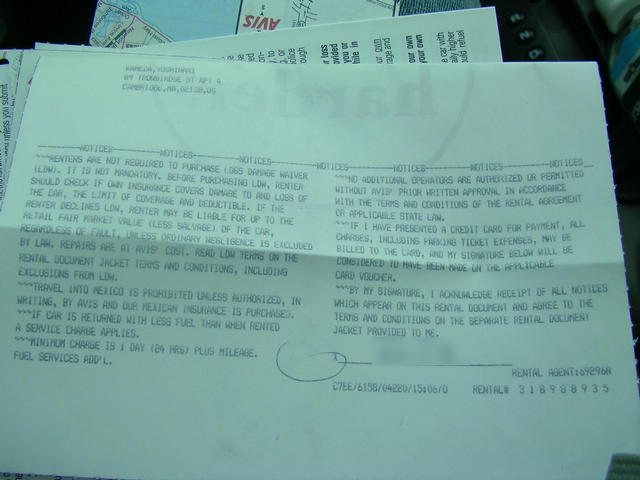 AVIS
KAMEDA,YOSHINARI
89 TROWBRIDGE ST APT 4
CAMBRIDGE,MA,02138,US
NOTICES NOTICES NOTICES NOTICES NOTICES NOTICES
~~~RENTERS ARE NOT REQUIRED TO PURCHASE LOSS DAMAGE WAIVER
(LDW). IT IS NOT MANDATORY. BEFORE PURCHASING LDW, RENTER
SHOULD CHECK IF OWN INSURANCE COVERS DAMAGE TO AND LOSS OF
THE CAR, THE LIMIT OF COVERAGE AND DEDUCTIBLE. IF THE
RENTER DECLINES LDW, RENTER MAY BE LIABLE FOR UP TO THE
RETAIL FAIR MARKET VALUE (LESS SALVAGE) OF THE CAR,
REGARDLESS OF FAULT, UNLESS ORDINARY NEGLIGENCE IS EXCLUDED
BY LAW. REPAIRS ARE AT AVIS' COST. READ LDW TERMS ON THE
RENTAL DOCUMENT JACKET TERMS AND CONDITIONS, INCLUDING
EXCLUSIONS FROM LDW.
~~~TRAVEL INTO MEXICO IS PROHIBITED UNLESS AUTHORIZED, IN
WRITING, BY AVIS AND OUR MEXICAN INSURANCE IS PURCHASED.
~~~IF CAR IS RETURNED WITH LESS FUEL THAN WHEN RENTED
A SERVICE CHARGE APPLIES.
~~~MINIMUM CHARGE IS 1 DAY (24 HRS) PLUS MILEAGE.
FUEL SERVICES ADD'L.
~~~NO ADDITIONAL OPERATORS ARE AUTHORIZED OR PERMITTED
WITHOUT AVIS' PRIOR WRITTEN APPROVAL IN ACCORDANCE
WITH THE TERMS AND CONDITIONS OF THE RENTAL AGREEMENT
OR APPLICABLE STATE LAW.
~~~IF I HAVE PRESENTED A CREDIT CARD FOR PAYMENT, ALL
CHARGES, INCLUDING PARKING TICKET EXPENSES, MAY BE
BILLED TO THE CARD, AND MY SIGNATURE BELOW WILL BE
CONSIDERED TO HAVE BEEN MADE ON THE APPLICABLE
CARD VOUCHER.
~~~BY MY SIGNATURE, I ACKNOWLEDGE RECEIPT OF ALL NOTICES
WHICH APPEAR ON THIS RENTAL DOCUMENT AND AGREE TO THE
TERMS AND CONDITIONS ON THE SEPARATE RENTAL DOCUMENT
JACKET PROVIDED TO ME.
X
RENTAL AGENT:69296N
C7EE/6158/04220/15:06/0 RENTAL# 318988935